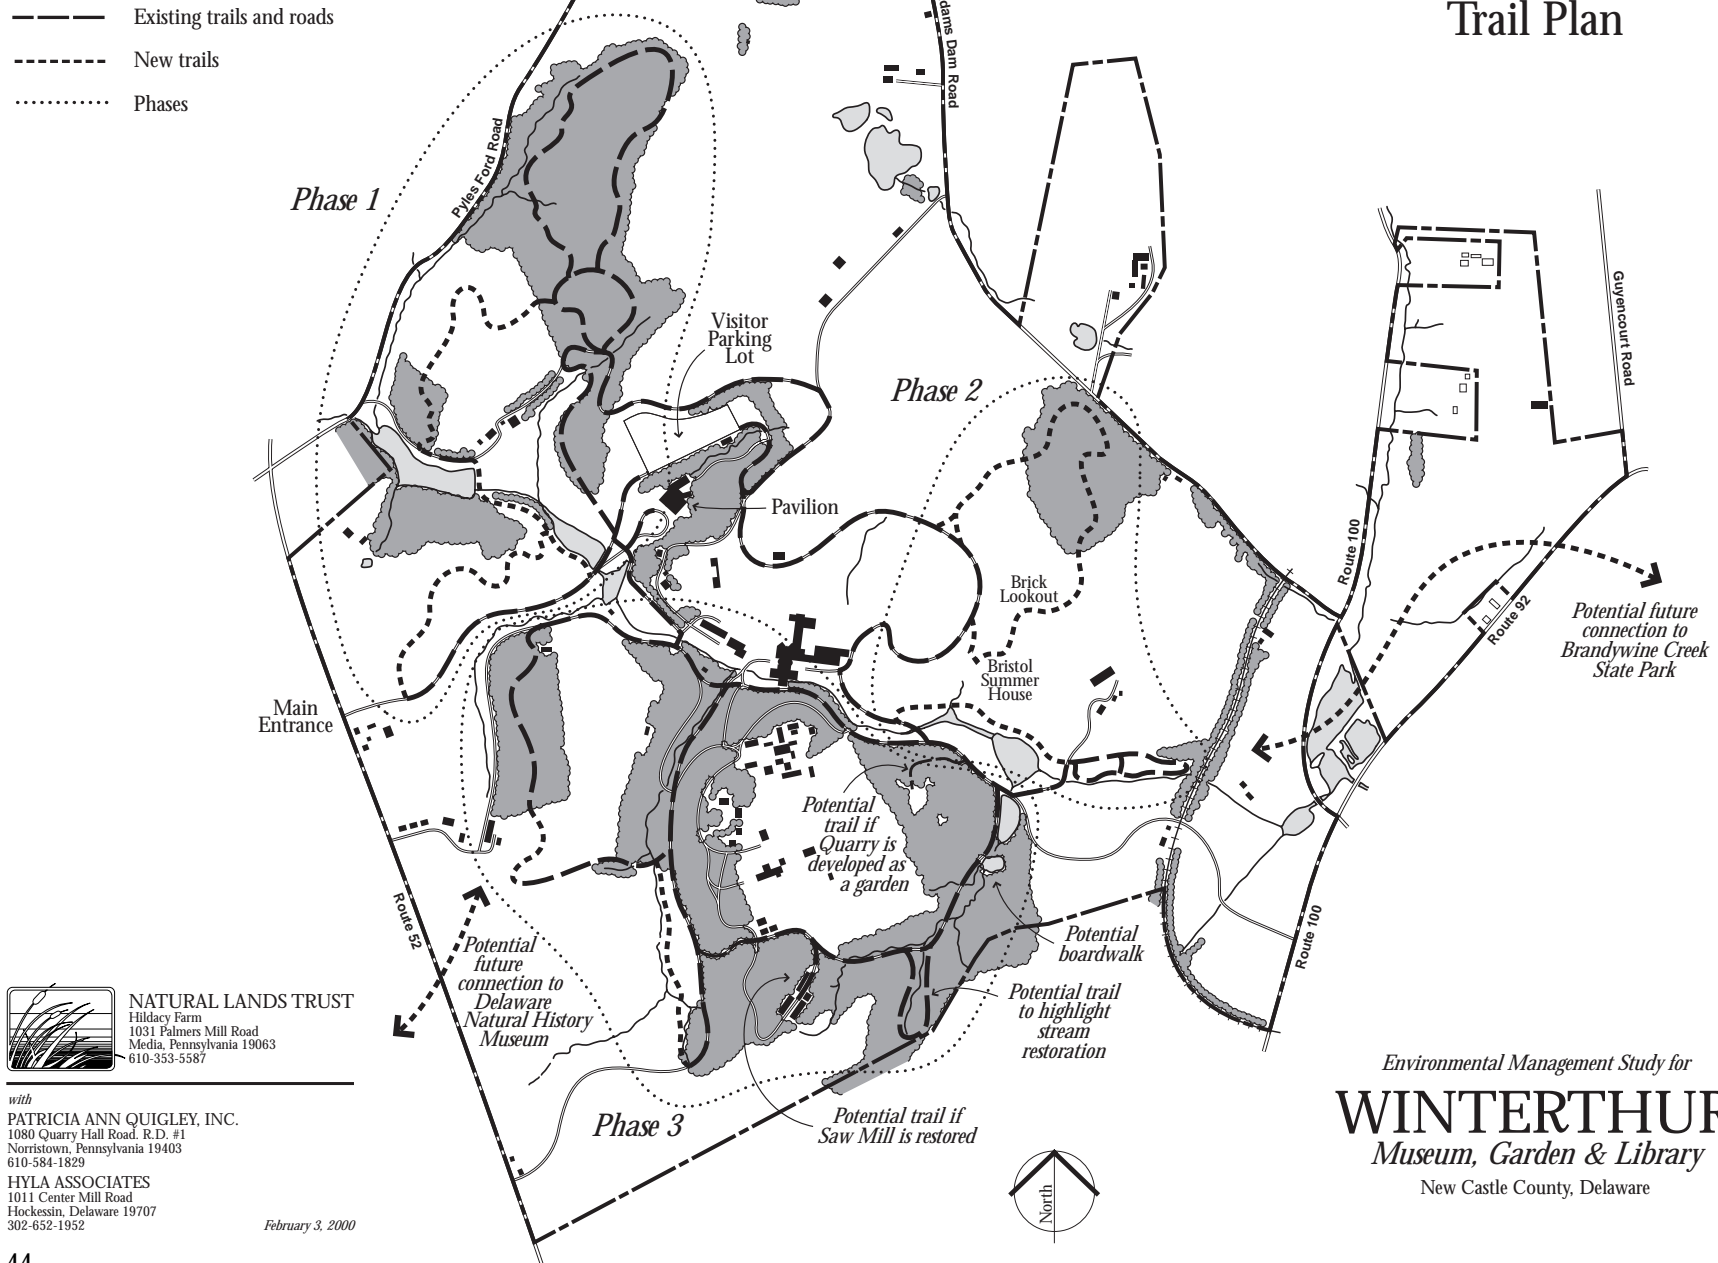 Trail Plan
Existing trails and roads
New trails
Phases
Phase 1
Pyles Ford Road
dams Dam Road
Visitor
Parking
Lot
Phase 2
Guyencourt Road
Pavilion
Brick
Lookout
Route 100
Route 92
Potential future
connection to
Brandywine Creek
State Park
Bristol
Summer
House
Main
Entrance
Potential
trail if
Quarry is
developed as
a garden
Route 52
Potential
future
connection to
Delaware
Natural History
Museum
Potential
boardwalk
Route 100
Potential trail
to highlight
stream
restoration
Phase 3
Potential trail if
Saw Mill is restored
North
NATURAL LANDS TRUST
Hildacy Farm
1031 Palmers Mill Road
Media, Pennsylvania 19063
610-353-5587
with
PATRICIA ANN QUIGLEY, INC.
1080 Quarry Hall Road. R.D. #1
Norristown, Pennsylvania 19403
610-584-1829
HYLA ASSOCIATES
1011 Center Mill Road
Hockessin, Delaware 19707
302-652-1952
February 3, 2000
44
Environmental Management Study for
WINTERTHUR
Museum, Garden & Library
New Castle County, Delaware